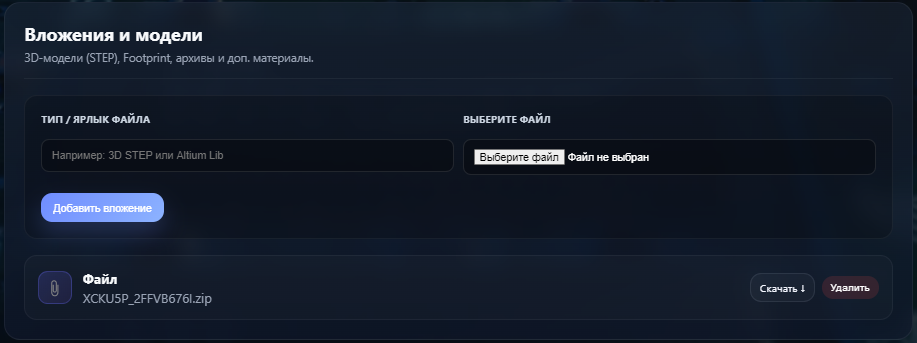 Вложения и модели
3D-модели (STEP), Footprint, архивы и доп. материалы.
ТИП / ЯРЛЫК ФАЙЛА
ВЫБЕРИТЕ ФАЙЛ
Например: 3D STEP или Altium Lib
Выберите файл Файл не выбран
Добавить вложение
Файл
XCKU5P_2FFVB676I.zip
Скачать ↓
Удалить